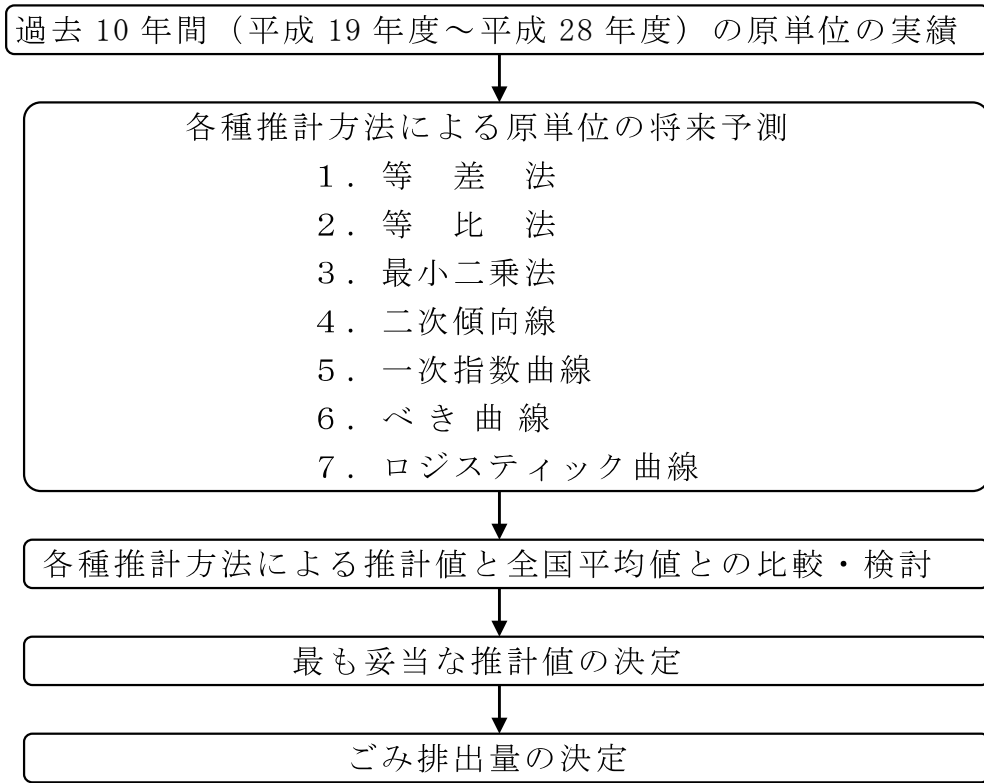 過去 10 年間（平成 19 年度～平成 28 年度）の原単位の実績
各種推計方法による原単位の将来予測
１．等　差　法
２．等　比　法
３．最小二乗法
４．二次傾向線
５．一次指数曲線
６．べ き 曲 線
７．ロジスティック曲線
各種推計方法による推計値と全国平均値との比較・検討
最も妥当な推計値の決定
ごみ排出量の決定